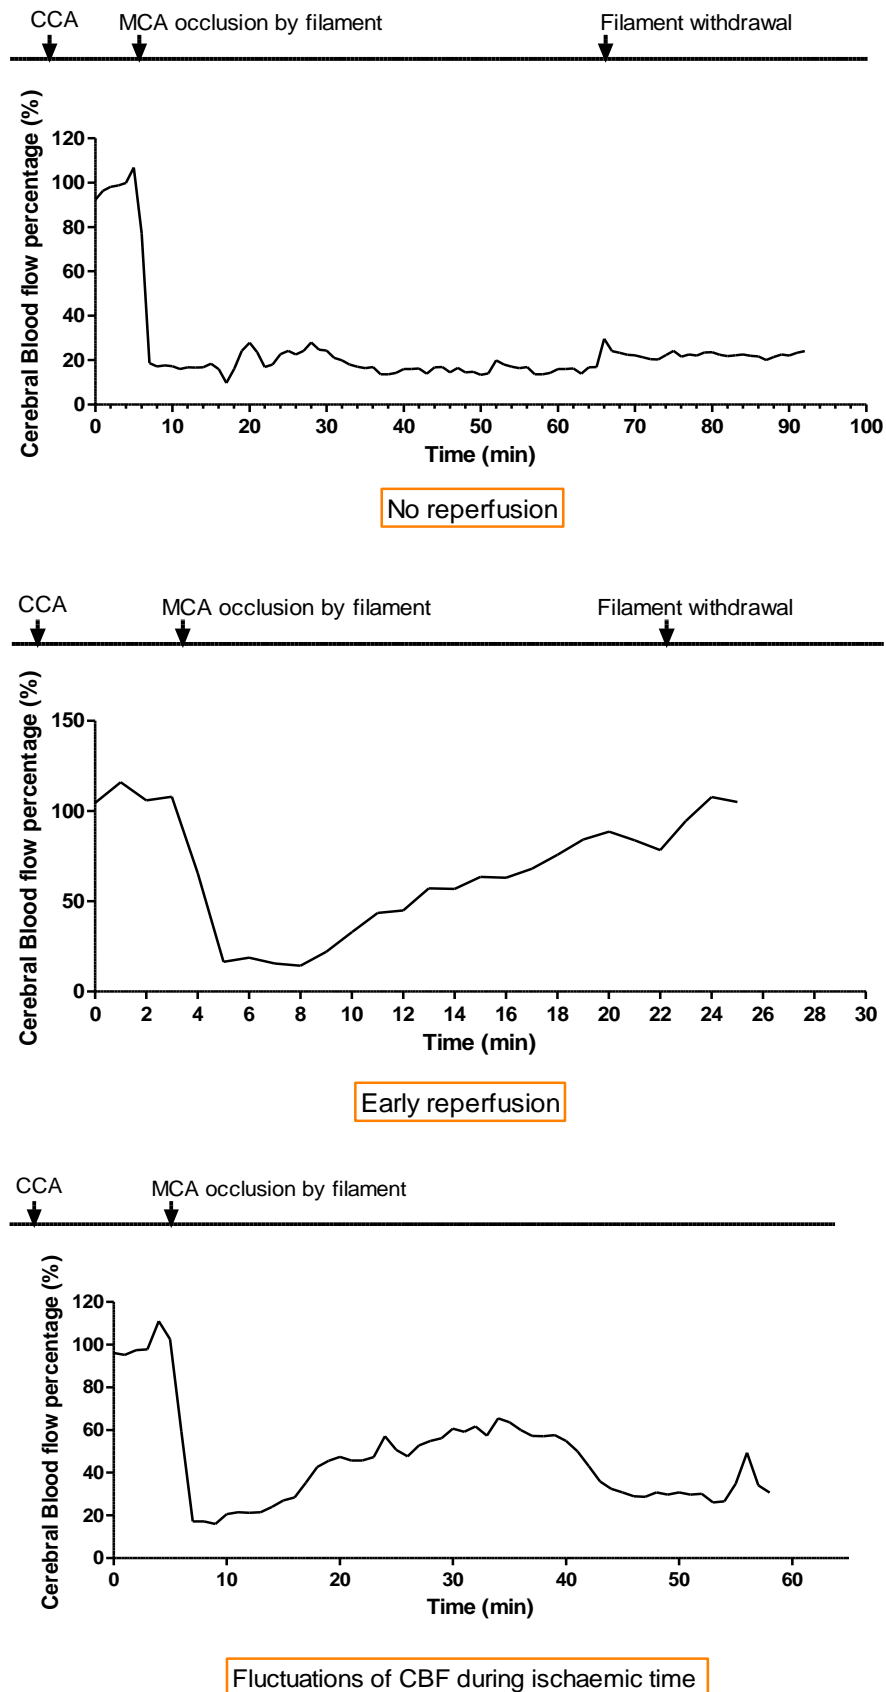 CCA MCA occlusion by filament Filament withdrawal
Cerebral Blood flow percentage (%)
120
100
80
60
40
20
0
0 10 20 30 40 50 60 70 80 90 100
Time (min)
No reperfusion
CCA MCA occlusion by filament Filament withdrawal
Cerebral Blood flow percentage (%)
150
100
50
0
0 2 4 6 8 10 12 14 16 18 20 22 24 26 28 30
Time (min)
Early reperfusion
CCA MCA occlusion by filament
Cerebral Blood flow percentage (%)
120
100
80
60
40
20
0
0 10 20 30 40 50 60
Time (min)
Fluctuations of CBF during ischaemic time